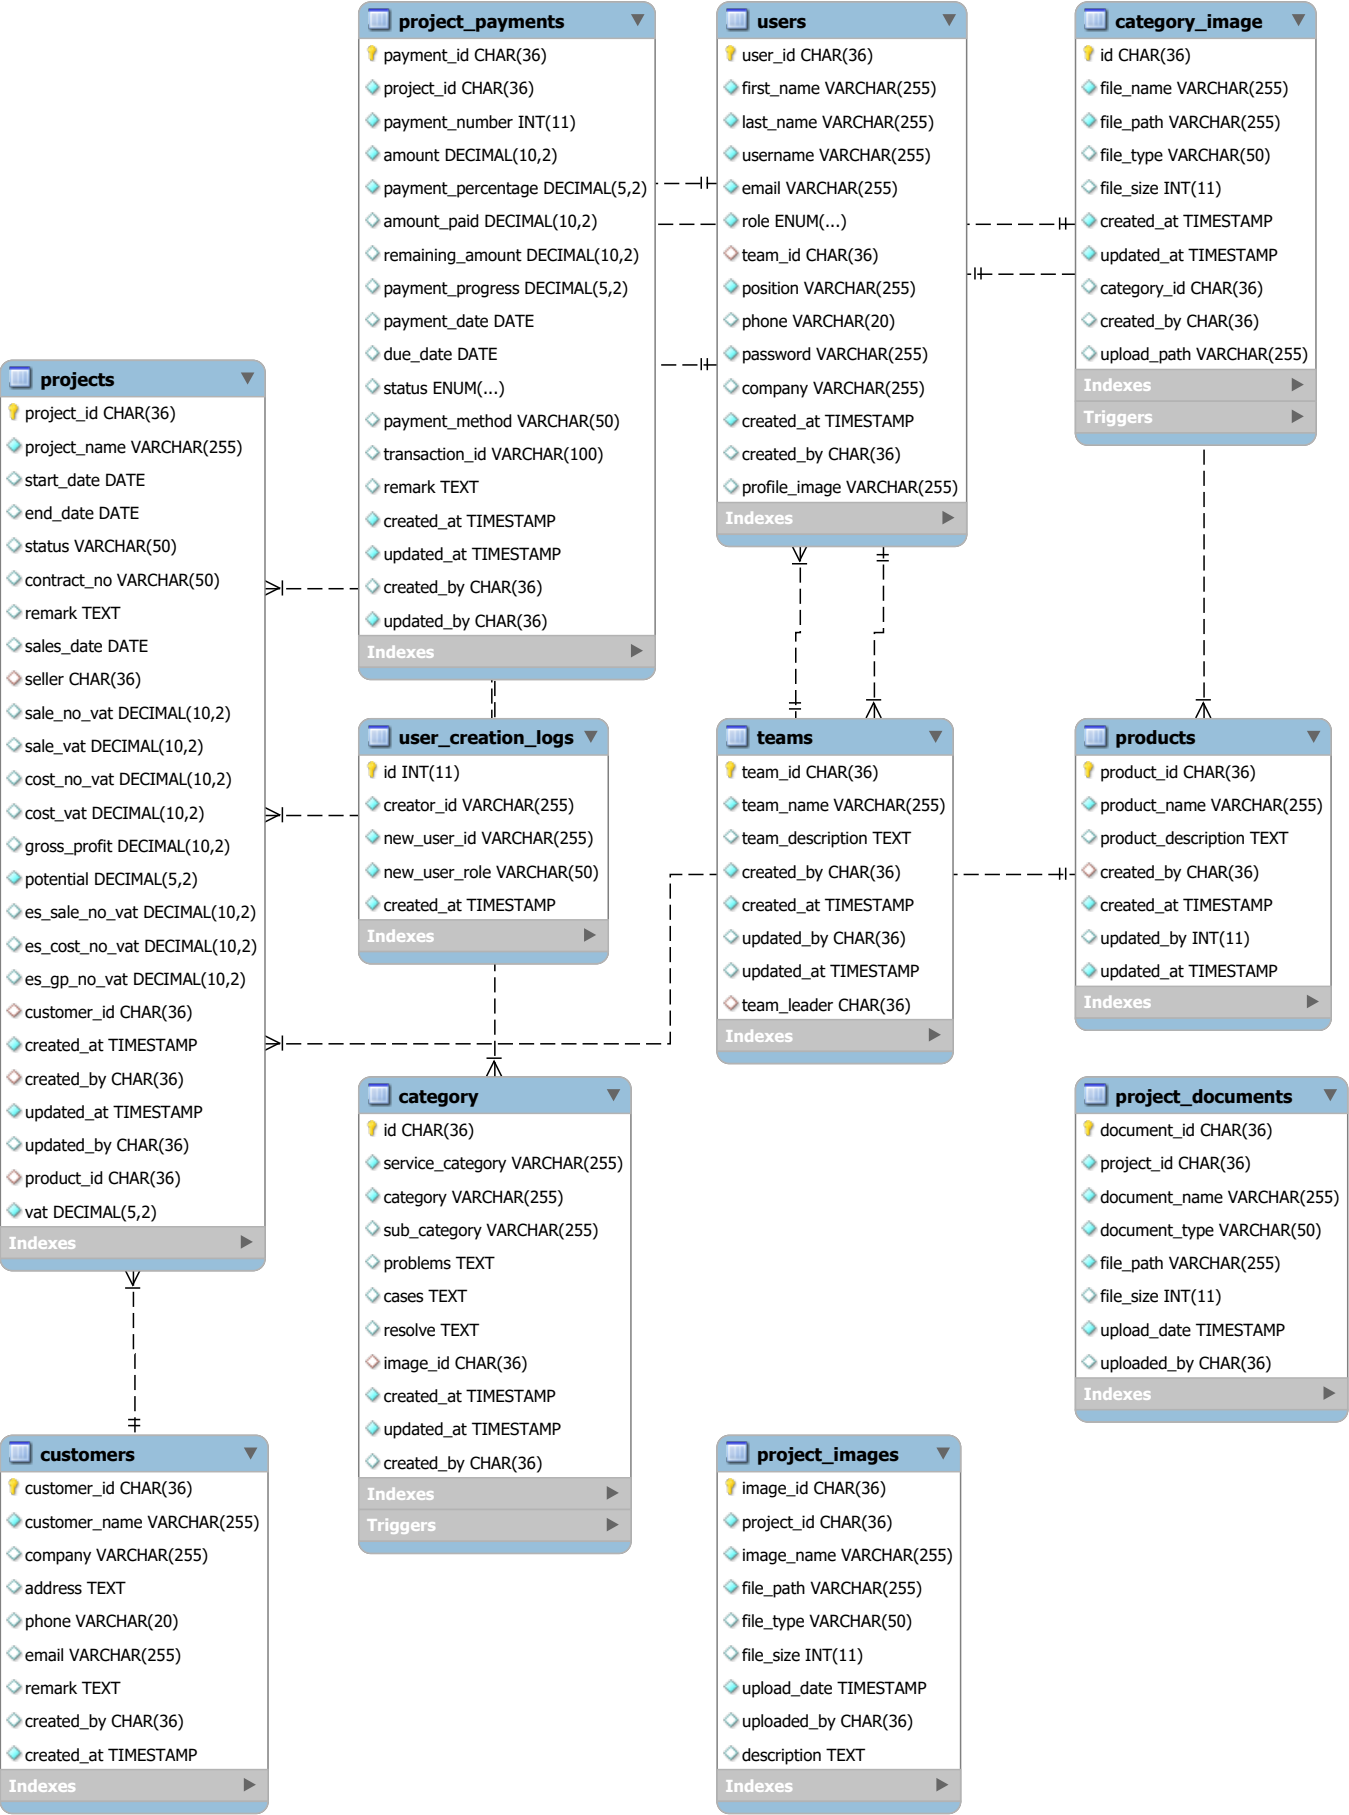 project_payments
payment_id CHAR(36)
project_id CHAR(36)
payment_number INT(11)
amount DECIMAL(10,2)
payment_percentage DECIMAL(5,2)
amount_paid DECIMAL(10,2)
remaining_amount DECIMAL(10,2)
payment_progress DECIMAL(5,2)
payment_date DATE
due_date DATE
status ENUM(...)
payment_method VARCHAR(50)
transaction_id VARCHAR(100)
remark TEXT
created_at TIMESTAMP
updated_at TIMESTAMP
created_by CHAR(36)
updated_by CHAR(36)
Indexes
users
user_id CHAR(36)
first_name VARCHAR(255)
last_name VARCHAR(255)
username VARCHAR(255)
email VARCHAR(255)
role ENUM(...)
team_id CHAR(36)
position VARCHAR(255)
phone VARCHAR(20)
password VARCHAR(255)
company VARCHAR(255)
created_at TIMESTAMP
created_by CHAR(36)
profile_image VARCHAR(255)
Indexes
category_image
id CHAR(36)
file_name VARCHAR(255)
file_path VARCHAR(255)
file_type VARCHAR(50)
file_size INT(11)
created_at TIMESTAMP
updated_at TIMESTAMP
category_id CHAR(36)
created_by CHAR(36)
upload_path VARCHAR(255)
Indexes
Triggers
projects
project_id CHAR(36)
project_name VARCHAR(255)
start_date DATE
end_date DATE
status VARCHAR(50)
contract_no VARCHAR(50)
remark TEXT
sales_date DATE
seller CHAR(36)
sale_no_vat DECIMAL(10,2)
sale_vat DECIMAL(10,2)
cost_no_vat DECIMAL(10,2)
cost_vat DECIMAL(10,2)
gross_profit DECIMAL(10,2)
potential DECIMAL(5,2)
es_sale_no_vat DECIMAL(10,2)
es_cost_no_vat DECIMAL(10,2)
es_gp_no_vat DECIMAL(10,2)
customer_id CHAR(36)
created_at TIMESTAMP
created_by CHAR(36)
updated_at TIMESTAMP
updated_by CHAR(36)
product_id CHAR(36)
vat DECIMAL(5,2)
Indexes
user_creation_logs
id INT(11)
creator_id VARCHAR(255)
new_user_id VARCHAR(255)
new_user_role VARCHAR(50)
created_at TIMESTAMP
Indexes
teams
team_id CHAR(36)
team_name VARCHAR(255)
team_description TEXT
created_by CHAR(36)
created_at TIMESTAMP
updated_by CHAR(36)
updated_at TIMESTAMP
team_leader CHAR(36)
Indexes
products
product_id CHAR(36)
product_name VARCHAR(255)
product_description TEXT
created_by CHAR(36)
created_at TIMESTAMP
updated_by INT(11)
updated_at TIMESTAMP
Indexes
category
id CHAR(36)
service_category VARCHAR(255)
category VARCHAR(255)
sub_category VARCHAR(255)
problems TEXT
cases TEXT
resolve TEXT
image_id CHAR(36)
created_at TIMESTAMP
updated_at TIMESTAMP
created_by CHAR(36)
Indexes
Triggers
project_documents
document_id CHAR(36)
project_id CHAR(36)
document_name VARCHAR(255)
document_type VARCHAR(50)
file_path VARCHAR(255)
file_size INT(11)
upload_date TIMESTAMP
uploaded_by CHAR(36)
Indexes
customers
customer_id CHAR(36)
customer_name VARCHAR(255)
company VARCHAR(255)
address TEXT
phone VARCHAR(20)
email VARCHAR(255)
remark TEXT
created_by CHAR(36)
created_at TIMESTAMP
Indexes
project_images
image_id CHAR(36)
project_id CHAR(36)
image_name VARCHAR(255)
file_path VARCHAR(255)
file_type VARCHAR(50)
file_size INT(11)
upload_date TIMESTAMP
uploaded_by CHAR(36)
description TEXT
Indexes